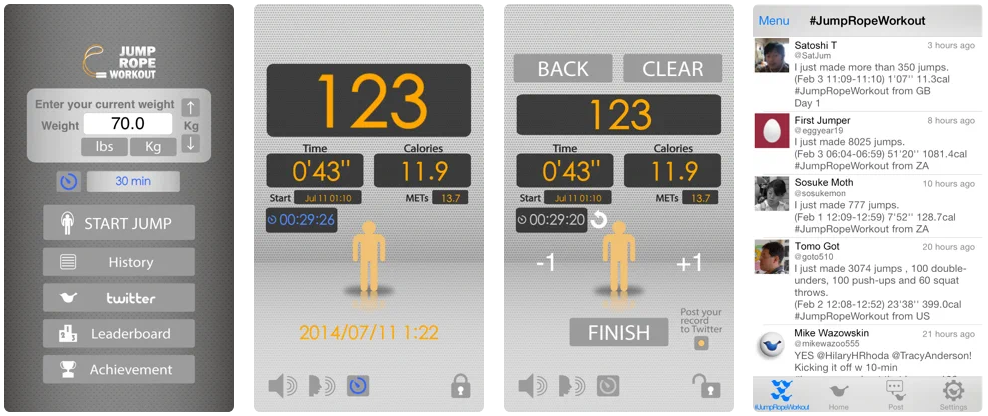 JUMP
ROPE
WORKOUT
Enter your current weight
Weight 70.0 Kg
lbs Kg
30 min
START JUMP
History
twitter
Leaderboard
Achievement
123
Time Calories
0'43'' 11.9
Start Jul 11 01:10 METs 13.7
00:29:26
2014/07/11 1:22
BACK CLEAR
123
Time Calories
0'43'' 11.9
Start Jul 11 01:10 METs 13.7
00:29:20
-1 +1
Post your
record
to Twitter
FINISH
Menu #JumpRopeWorkout
Satoshi T 3 hours ago
@SatJum
I just made more than 350 jumps.
(Feb 3 11:09-11:10) 1'07'' 11.3cal
#JumpRopeWorkout from GB
Day 1
First Jumper 8 hours ago
@eggyear19
I just made 8025 jumps.
(Feb 3 06:04-06:59) 51'20'' 1081.4cal
#JumpRopeWorkout from ZA
Sosuke Moth 10 hours ago
@sosukemon
I just made 777 jumps.
(Feb 1 12:09-12:59) 7'52'' 128.7cal
#JumpRopeWorkout from ZA
Tomo Got 20 hours ago
@goto510
I just made 3074 jumps , 100 double-
unders, 100 push-ups and 60 squat
throws.
(Feb 2 12:08-12:52) 23'38'' 399.0cal
#JumpRopeWorkout from US
Mike Wazowskin 21 hours ago
@mikewazoo555
YES @HilaryHRhoda @TracyAnderson!
Kicking it off w 10-min
#JumpRopeWorkout Home Post Settings